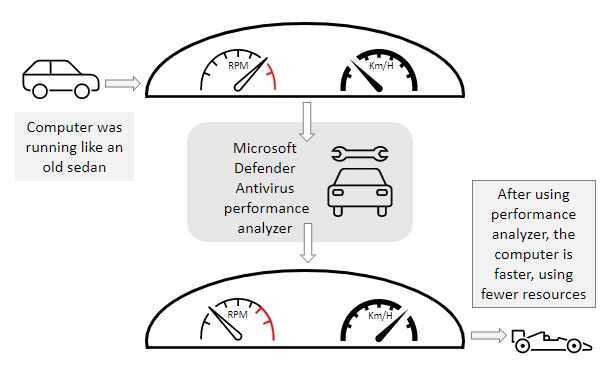 RPM
Km/H
Computer was
running like an
old sedan
Microsoft
Defender
Antivirus
performance
analyzer
After using
performance
analyzer, the
computer is
faster, using
fewer resources
RPM
Km/H